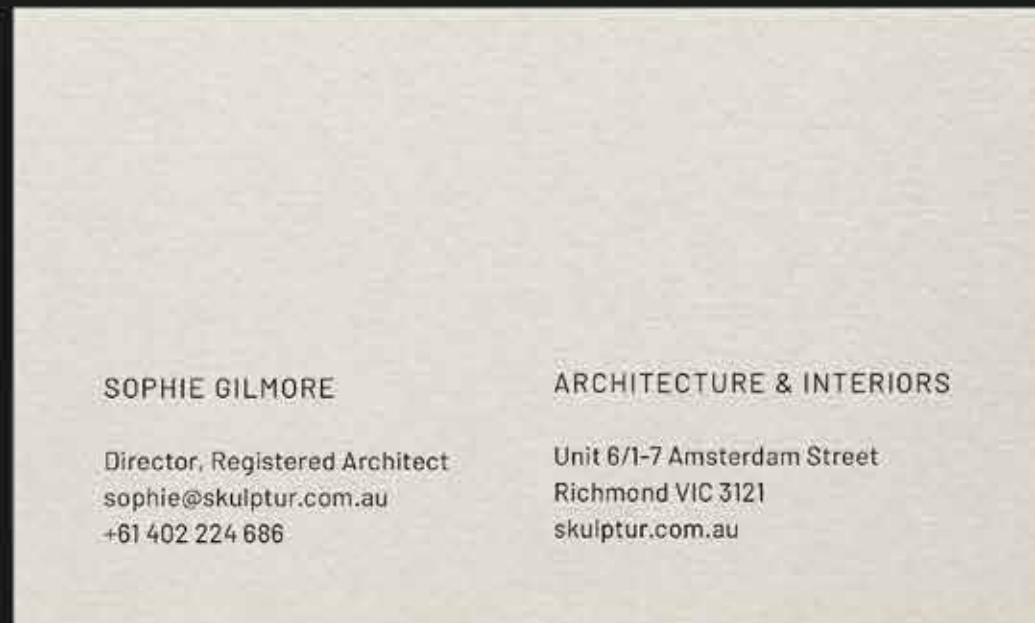 SOPHIE GILMORE
Director, Registered Architect
sophie@skulptur.com.au
+61 402 224 686
ARCHITECTURE & INTERIORS
Unit 6/1-7 Amsterdam Street
Richmond VIC 3121
skulptur.com.au